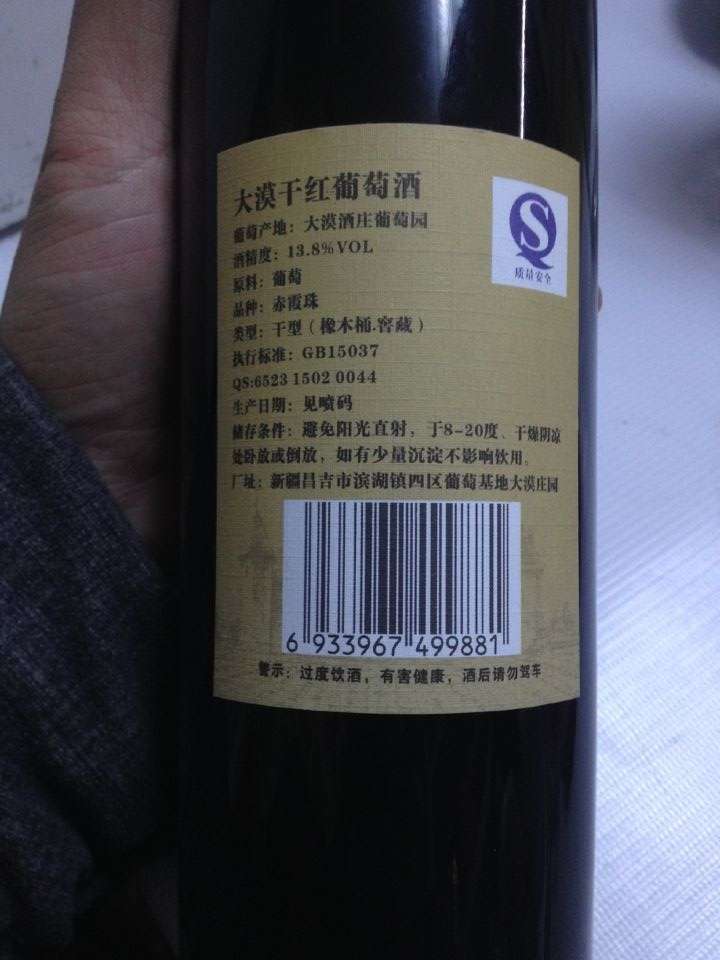 大漠干红葡萄酒
葡萄产地：大漠酒庄葡萄园
酒精度：13.8%VOL
原料：葡萄
品种：赤霞珠
类型：干型（橡木桶.窖藏）
执行标准：GB15037
QS:6523 1502 0044
生产日期：见喷码
储存条件：避免阳光直射，于8-20度、干燥阴凉
处卧放或倒放，如有少量沉淀不影响饮用。
厂址：新疆昌吉市滨湖镇四区葡萄基地大漠庄园
质量安全
6 933967 499881
警示：过度饮酒，有害健康，酒后请勿驾车